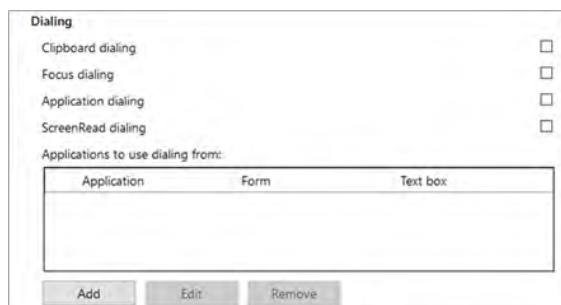 Dialing
Clipboard dialing
Focus dialing
Application dialing
ScreenRead dialing
Applications to use dialing from:
Application Form Text box
Add Edit Remove